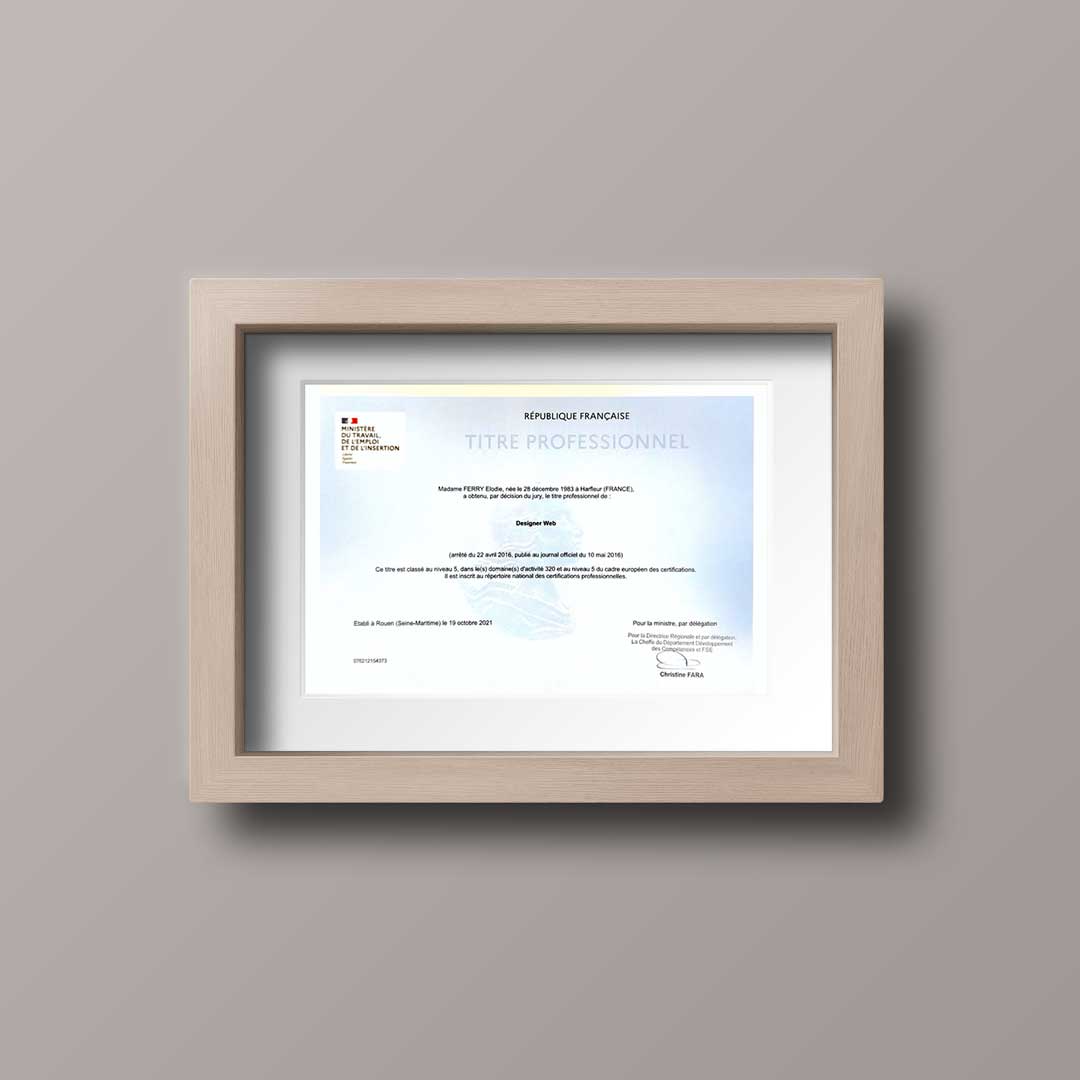 MINISTÈRE
DU TRAVAIL,
DE L'EMPLOI
ET DE L'INSERTION
Liberté
Égalité
Fraternité
RÉPUBLIQUE FRANÇAISE
TITRE PROFESSIONNEL
Madame FERRY Elodie, née le 28 décembre 1983 à Harfleur (FRANCE),
a obtenu, par décision du jury, le titre professionnel de :
Designer Web
(arrêté du 22 avril 2016, publié au journal officiel du 10 mai 2016)
Ce titre est classé au niveau 5, dans le(s) domaine(s) d'activité 320 et au niveau 5 du cadre européen des certifications.
Il est inscrit au répertoire national des certifications professionnelles.
Etabli à Rouen (Seine-Maritime) le 19 octobre 2021
Pour la ministre, par délégation
Pour la Directrice Régionale et par délégation,
La Cheffe du Département Développement
des Compétences et FSE
Christine FARA
076212154373